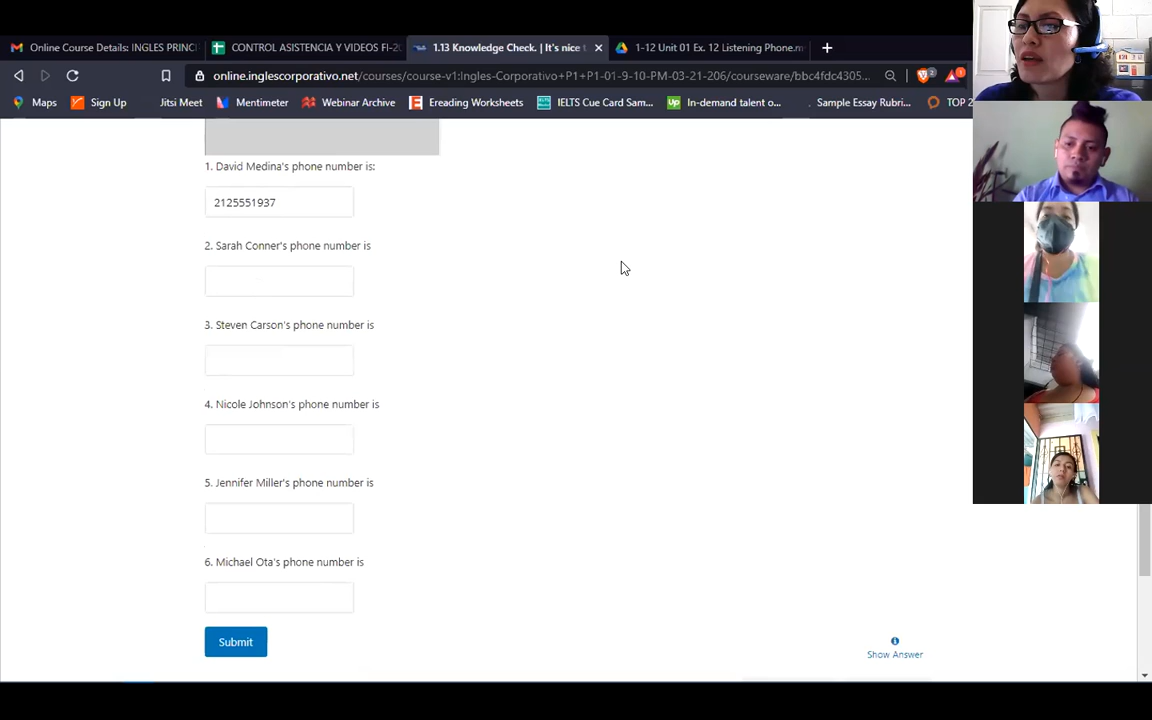 Online Course Details: INGLES PRINCI
CONTROL ASISTENCIA Y VIDEOS FI-20
1.13 Knowledge Check. | It's nice t
1-12 Unit 01 Ex. 12 Listening Phone.m
online.inglescorporativo.net/courses/course-v1:Ingles-Corporativo+P1+P1-01-9-10-PM-03-21-206/courseware/bbc4fdc4305...
2
1
Maps
Sign Up
Jitsi Meet
Mentimeter
Webinar Archive
Ereading Worksheets
IELTS Cue Card Sam...
In-demand talent o...
Sample Essay Rubri...
TOP 2
1. David Medina's phone number is:
2125551937
2. Sarah Conner's phone number is
3. Steven Carson's phone number is
4. Nicole Johnson's phone number is
5. Jennifer Miller's phone number is
6. Michael Ota's phone number is
Submit
Show Answer